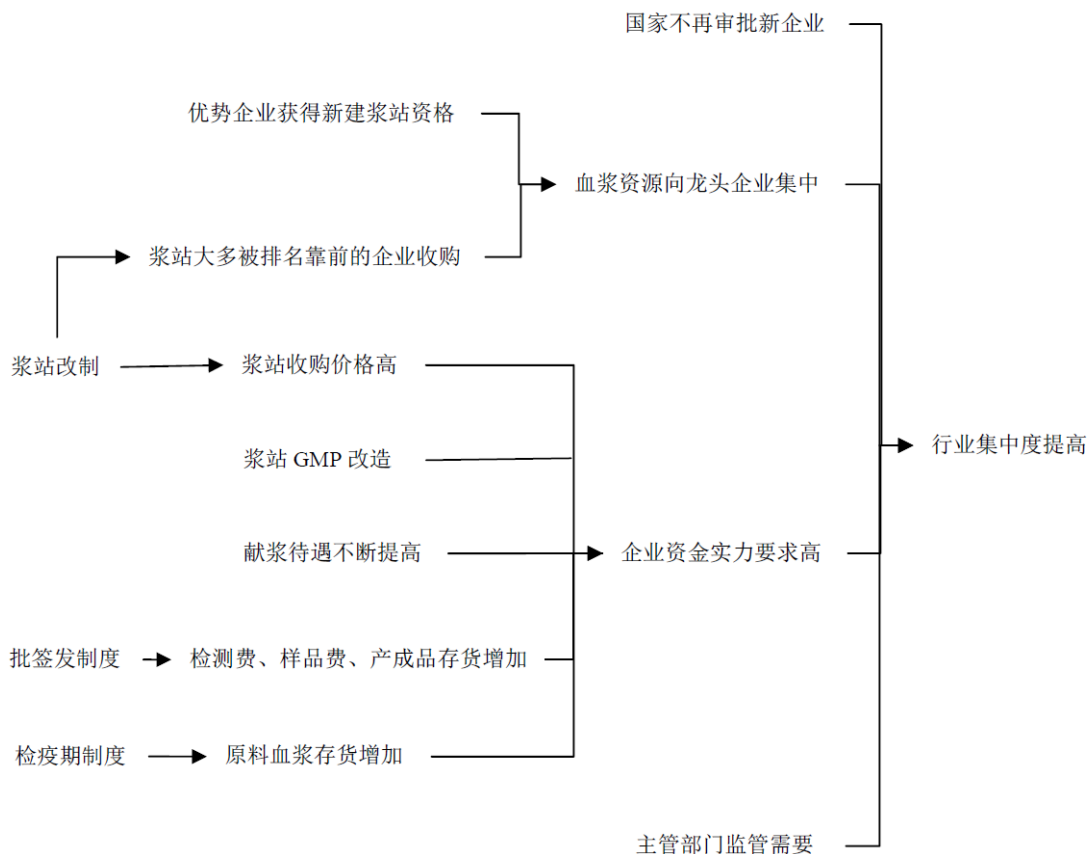 国家不再审批新企业
优势企业获得新建浆站资格
血浆资源向龙头企业集中
浆站大多被排名靠前的企业收购
浆站改制
浆站收购价格高
行业集中度提高
浆站 GMP 改造
献浆待遇不断提高
企业资金实力要求高
批签发制度
检测费、样品费、产成品存货增加
检疫期制度
原料血浆存货增加
主管部门监管需要